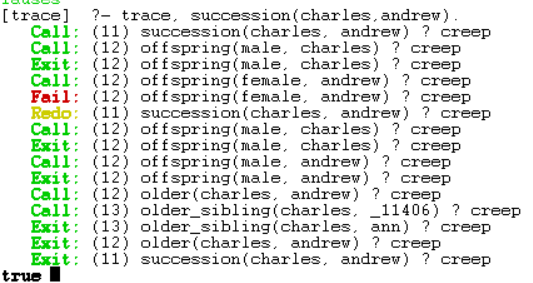 [trace]  ?- trace, succession(charles,andrew).
   Call: (11) succession(charles, andrew) ? creep
   Call: (12) offspring(male, charles) ? creep
   Exit: (12) offspring(male, charles) ? creep
   Call: (12) offspring(female, andrew) ? creep
   Fail: (12) offspring(female, andrew) ? creep
   Redo: (11) succession(charles, andrew) ? creep
   Call: (12) offspring(male, charles) ? creep
   Exit: (12) offspring(male, charles) ? creep
   Call: (12) offspring(male, andrew) ? creep
   Exit: (12) offspring(male, andrew) ? creep
   Call: (12) older(charles, andrew) ? creep
   Call: (13) older_sibling(charles, _11406) ? creep
   Exit: (13) older_sibling(charles, ann) ? creep
   Exit: (12) older(charles, andrew) ? creep
   Exit: (11) succession(charles, andrew) ? creep
true